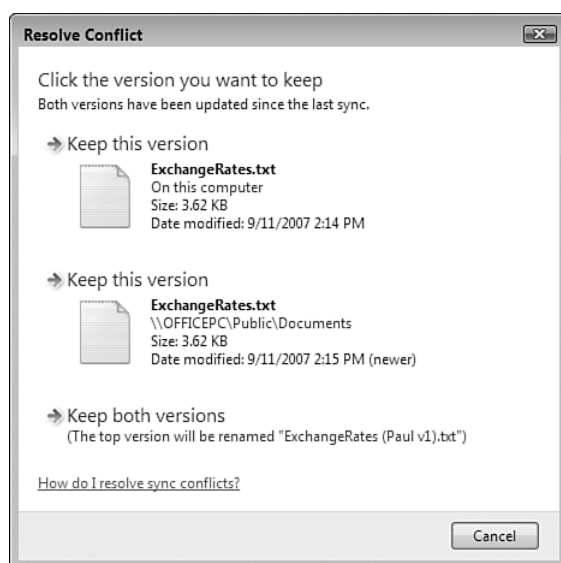 Resolve Conflict
Click the version you want to keep
Both versions have been updated since the last sync.
Keep this version
ExchangeRates.txt
On this computer
Size: 3.62 KB
Date modified: 9/11/2007 2:14 PM
Keep this version
ExchangeRates.txt
\\OFFICEPC\Public\Documents
Size: 3.62 KB
Date modified: 9/11/2007 2:15 PM (newer)
Keep both versions
(The top version will be renamed "ExchangeRates (Paul v1).txt")
How do I resolve sync conflicts?
Cancel